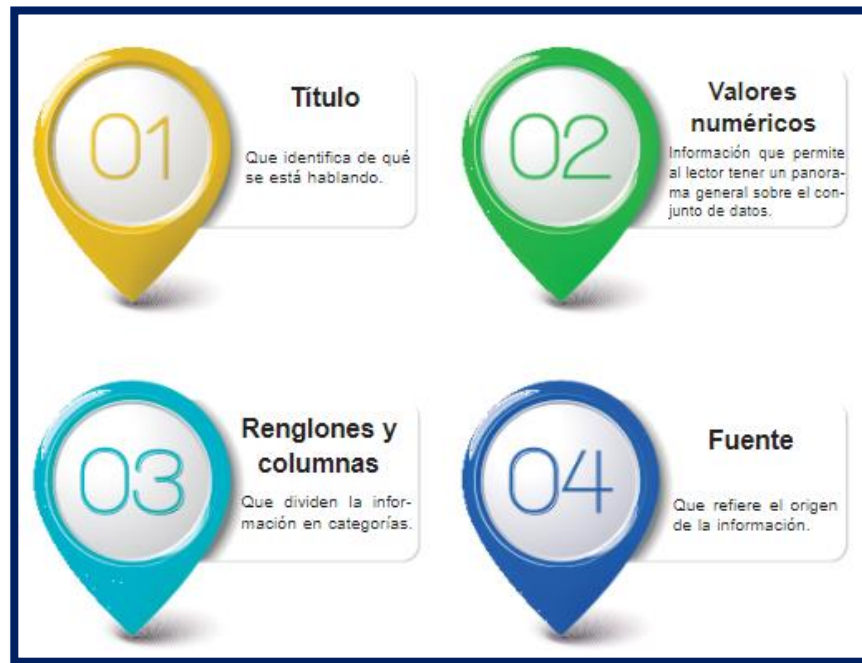 01
Título
Que identifica de qué
se está hablando.
02
Valores
numéricos
Información que permite
al lector tener un panora-
ma general sobre el con-
junto de datos.
03
Renglones y
columnas
Que dividen la infor-
mación en categorías.
04
Fuente
Que refiere el origen
de la información.